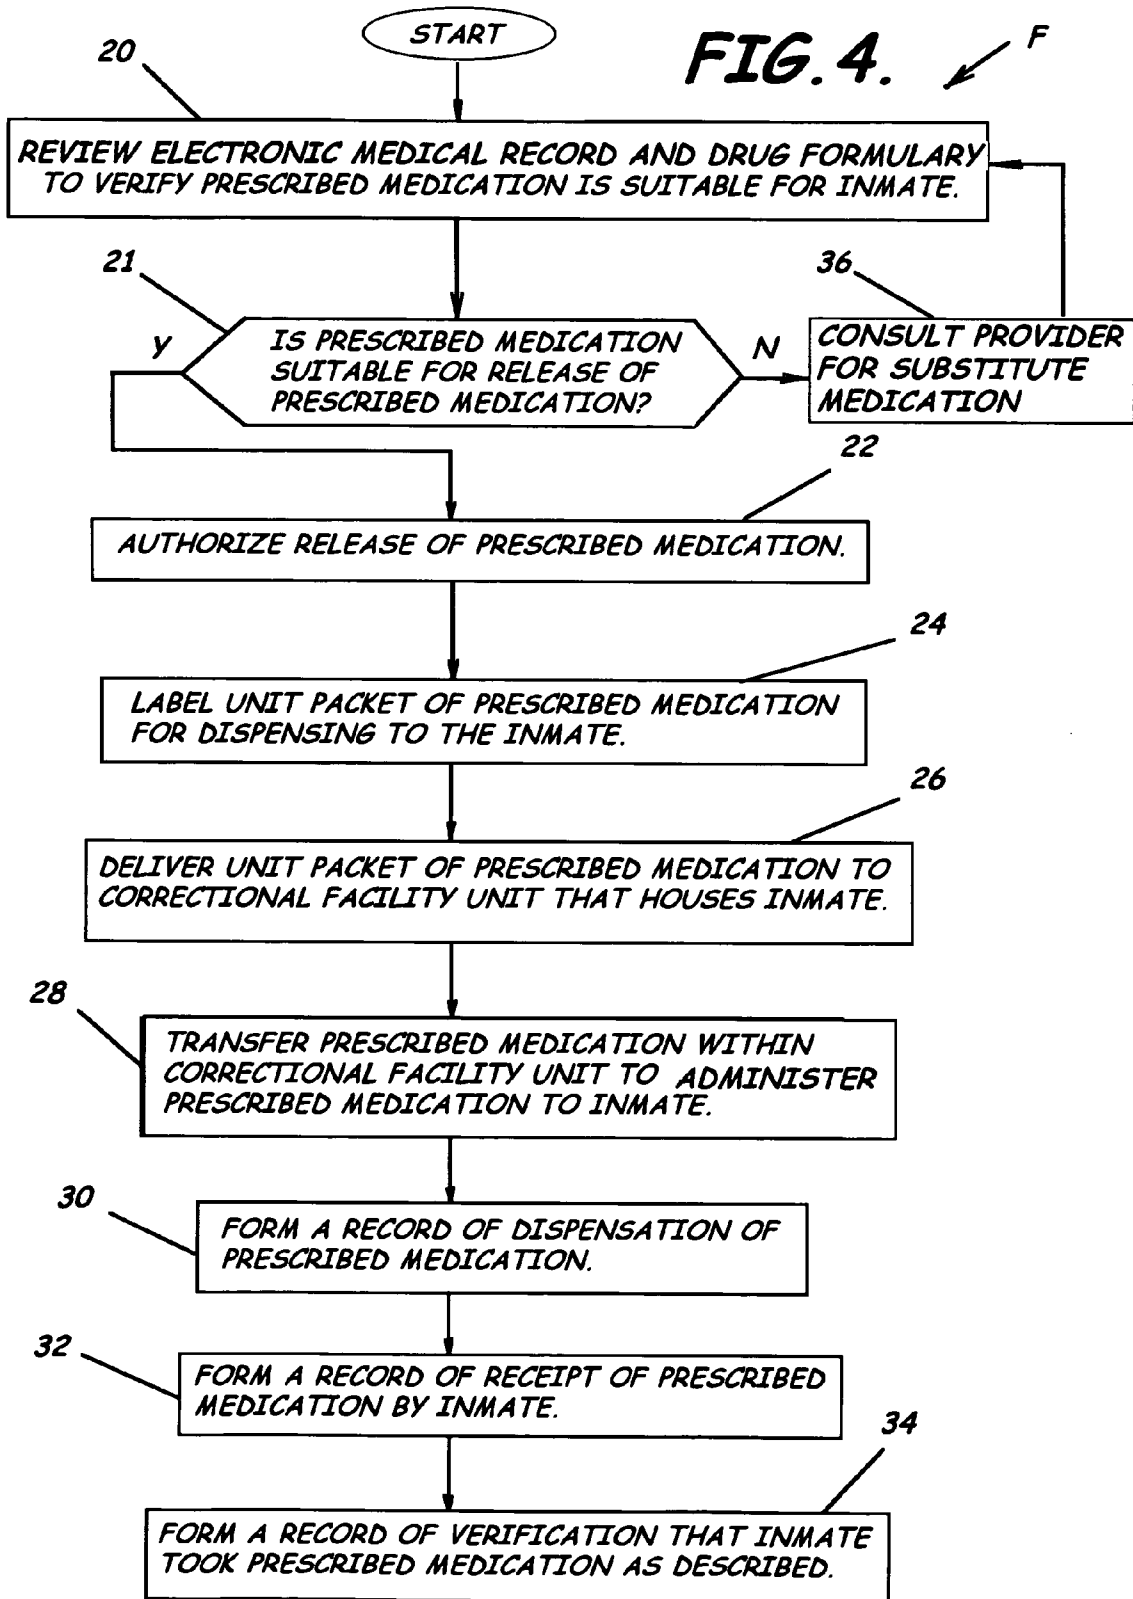 START
FIG. 4.
F
20
REVIEW ELECTRONIC MEDICAL RECORD AND DRUG FORMULARY
TO VERIFY PRESCRIBED MEDICATION IS SUITABLE FOR INMATE.
21
Y
IS PRESCRIBED MEDICATION
SUITABLE FOR RELEASE OF
PRESCRIBED MEDICATION?
N
36
CONSULT PROVIDER
FOR SUBSTITUTE
MEDICATION
22
AUTHORIZE RELEASE OF PRESCRIBED MEDICATION.
24
LABEL UNIT PACKET OF PRESCRIBED MEDICATION
FOR DISPENSING TO THE INMATE.
26
DELIVER UNIT PACKET OF PRESCRIBED MEDICATION TO
CORRECTIONAL FACILITY UNIT THAT HOUSES INMATE.
28
TRANSFER PRESCRIBED MEDICATION WITHIN
CORRECTIONAL FACILITY UNIT TO ADMINISTER
PRESCRIBED MEDICATION TO INMATE.
30
FORM A RECORD OF DISPENSATION OF
PRESCRIBED MEDICATION.
32
FORM A RECORD OF RECEIPT OF PRESCRIBED
MEDICATION BY INMATE.
34
FORM A RECORD OF VERIFICATION THAT INMATE
TOOK PRESCRIBED MEDICATION AS DESCRIBED.